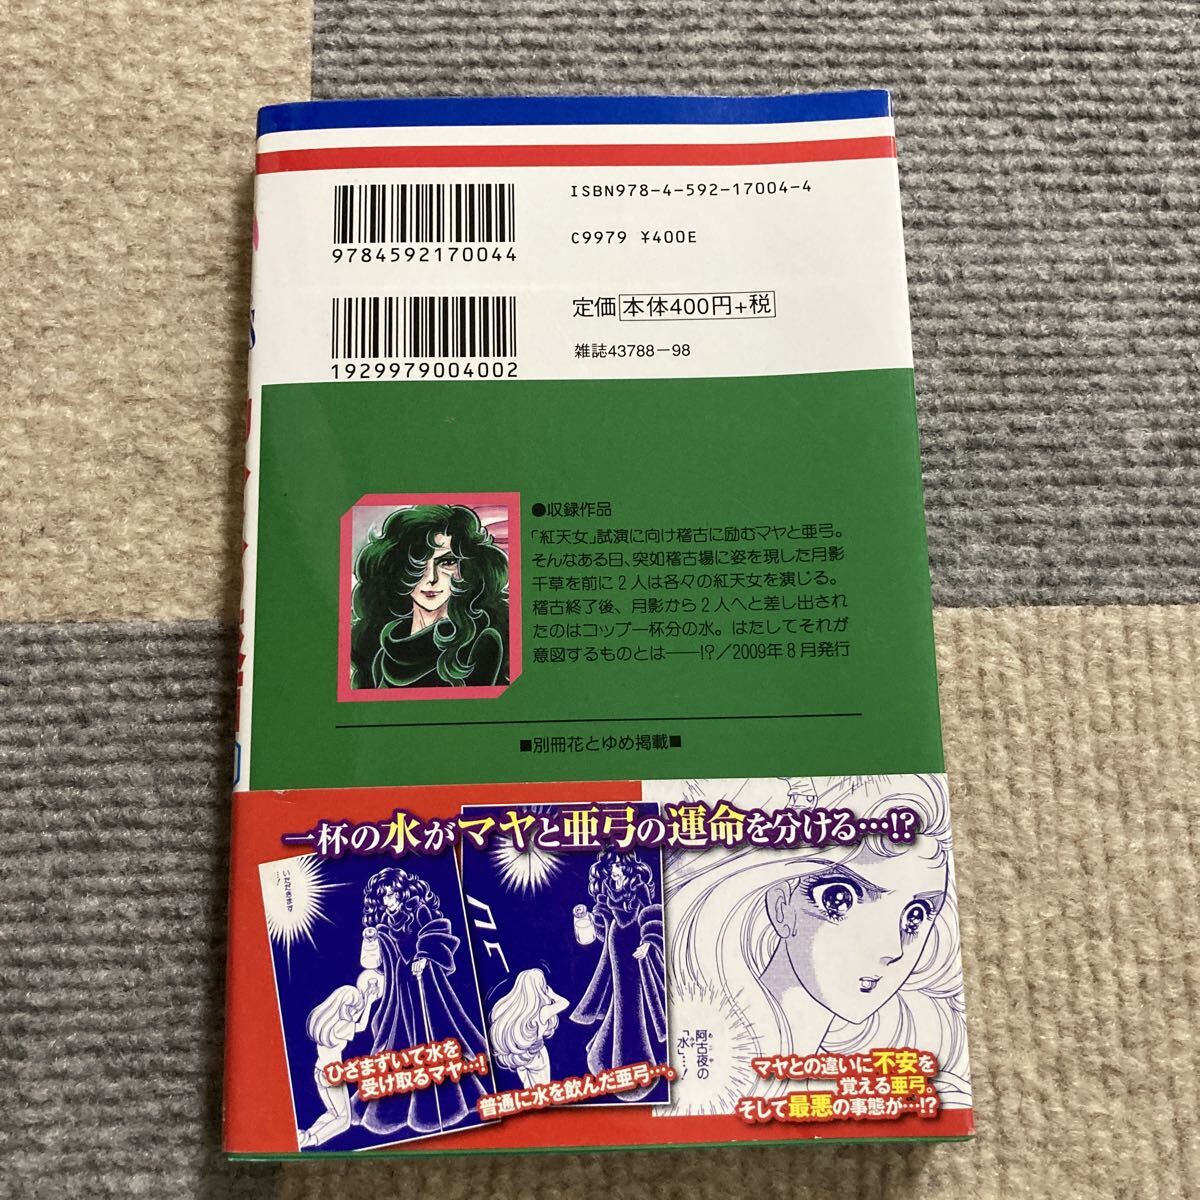 ISBN978-4-592-17004-4
C9979 ¥400E
9784592170044
定価 本体400円+税
雑誌43788-98
1929979004002
●収録作品
「紅天女」試演に向け稽古に励むマヤと亜弓。
そんなある日、突如稽古場に姿を現した月影
千草を前に2人は各々の紅天女を演じる。
稽古終了後、月影から2人へと差し出され
たのはコップ一杯分の水。はたしてそれが
意図するものとは――!?／2009年8月発行
■別冊花とゆめ掲載■
一杯の水がマヤと亜弓の運命を分ける…!?
いただきます
…!
ひざまずいて水を
受け取るマヤ…!
普通に水を飲んだ亜弓…。
阿古夜の
「水」…!
マヤとの違いに不安を
覚える亜弓。
そして最悪の事態が…!?